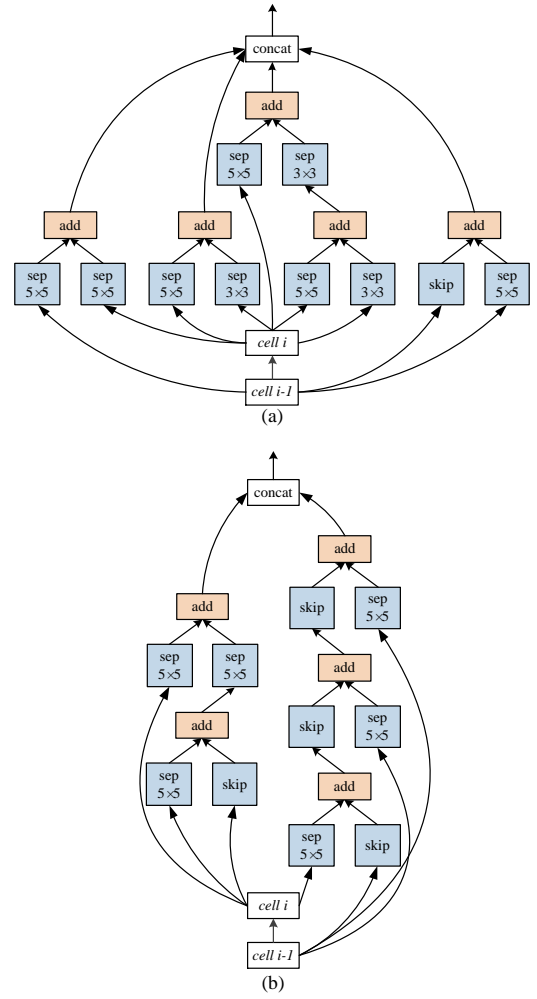 concat
add
sep sep
5×5 3×3
add add add add
sep sep sep sep sep sep skip sep
5×5 5×5 5×5 3×3 5×5 3×3 5×5
cell i
cell i-1
(a)
concat
add
skip sep
5×5
add
sep sep
5×5 5×5
add
add
skip sep
5×5
add
sep skip
5×5
sep skip
5×5
cell i
cell i-1
(b)